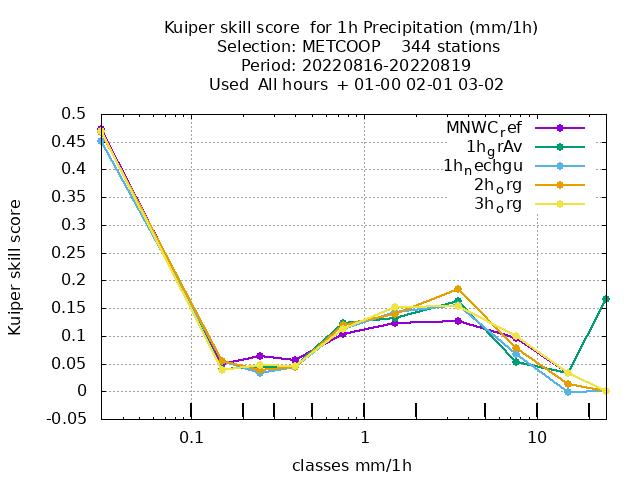 Kuiper skill score  for 1h Precipitation (mm/1h)
Selection: METCOOP    344 stations
Period: 20220816-20220819
Used  All hours  + 01-00 02-01 03-02
MNWC_ref
1h_grAv
1h_nechgu
2h_org
3h_org
0.5
0.45
0.4
0.35
0.3
0.25
0.2
0.15
0.1
0.05
0
-0.05
Kuiper skill score
0.1
1
10
classes mm/1h